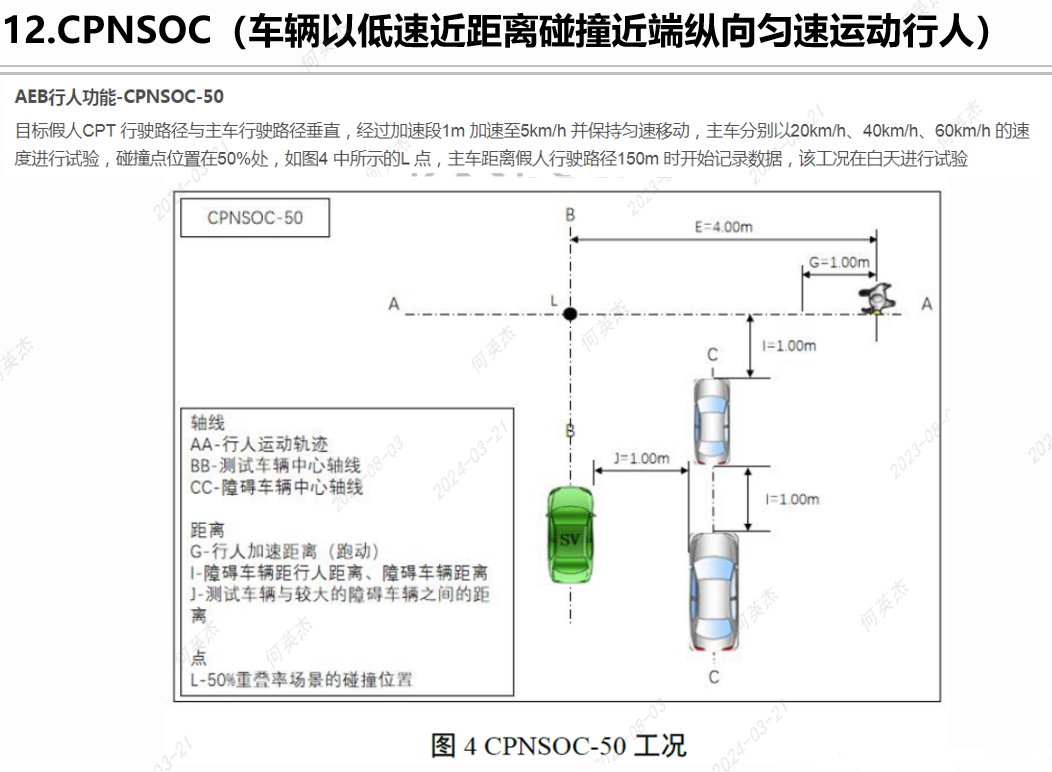 12.CPNSOC（车辆以低速近距离碰撞近端纵向匀速运动行人）
AEB行人功能-CPNSOC-50
目标假人CPT 行驶路径与主车行驶路径垂直，经过加速段1m 加速至5km/h 并保持匀速移动，主车分别以20km/h、40km/h、60km/h 的速
度进行试验，碰撞点位置在50%处，如图4 中所示的L 点，主车距离假人行驶路径150m 时开始记录数据，该工况在白天进行试验
CPNSOC-50
B
E=4.00m
G=1.00m
A
L
A
I=1.00m
C
B
J=1.00m
I=1.00m
SV
C
轴线
AA-行人运动轨迹
BB-测试车辆中心轴线
CC-障碍车辆中心轴线
距离
G-行人加速距离（跑动）
I-障碍车辆距行人距离、障碍车辆距离
J-测试车辆与较大的障碍车辆之间的距
离
点
L-50%重叠率场景的碰撞位置
图 4 CPNSOC-50 工况
何英杰
2024-03-21